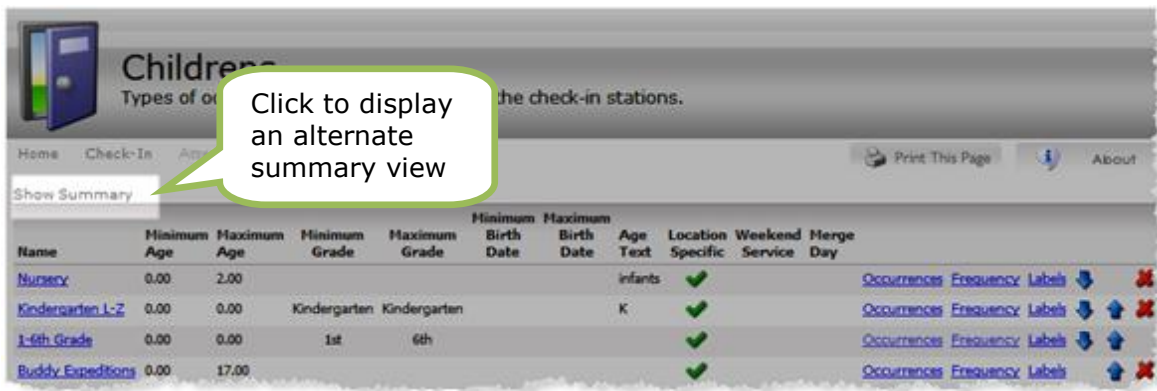 Childrens
Types of o
the check-in stations.
Click to display
an alternate
summary view
Home Check-In
Print This Page About
Show Summary
Name Minimum Age Maximum Age Minimum Grade Maximum Grade Minimum Birth Date Maximum Birth Date Age Text Location Specific Weekend Service Merge Day
Nursery 0.00 2.00 infants Occurrences Frequency Labels
Kindergarten L-Z 0.00 0.00 Kindergarten Kindergarten K Occurrences Frequency Labels
1-6th Grade 0.00 0.00 1st 6th Occurrences Frequency Labels
Buddy Expeditions 0.00 17.00 Occurrences Frequency Labels